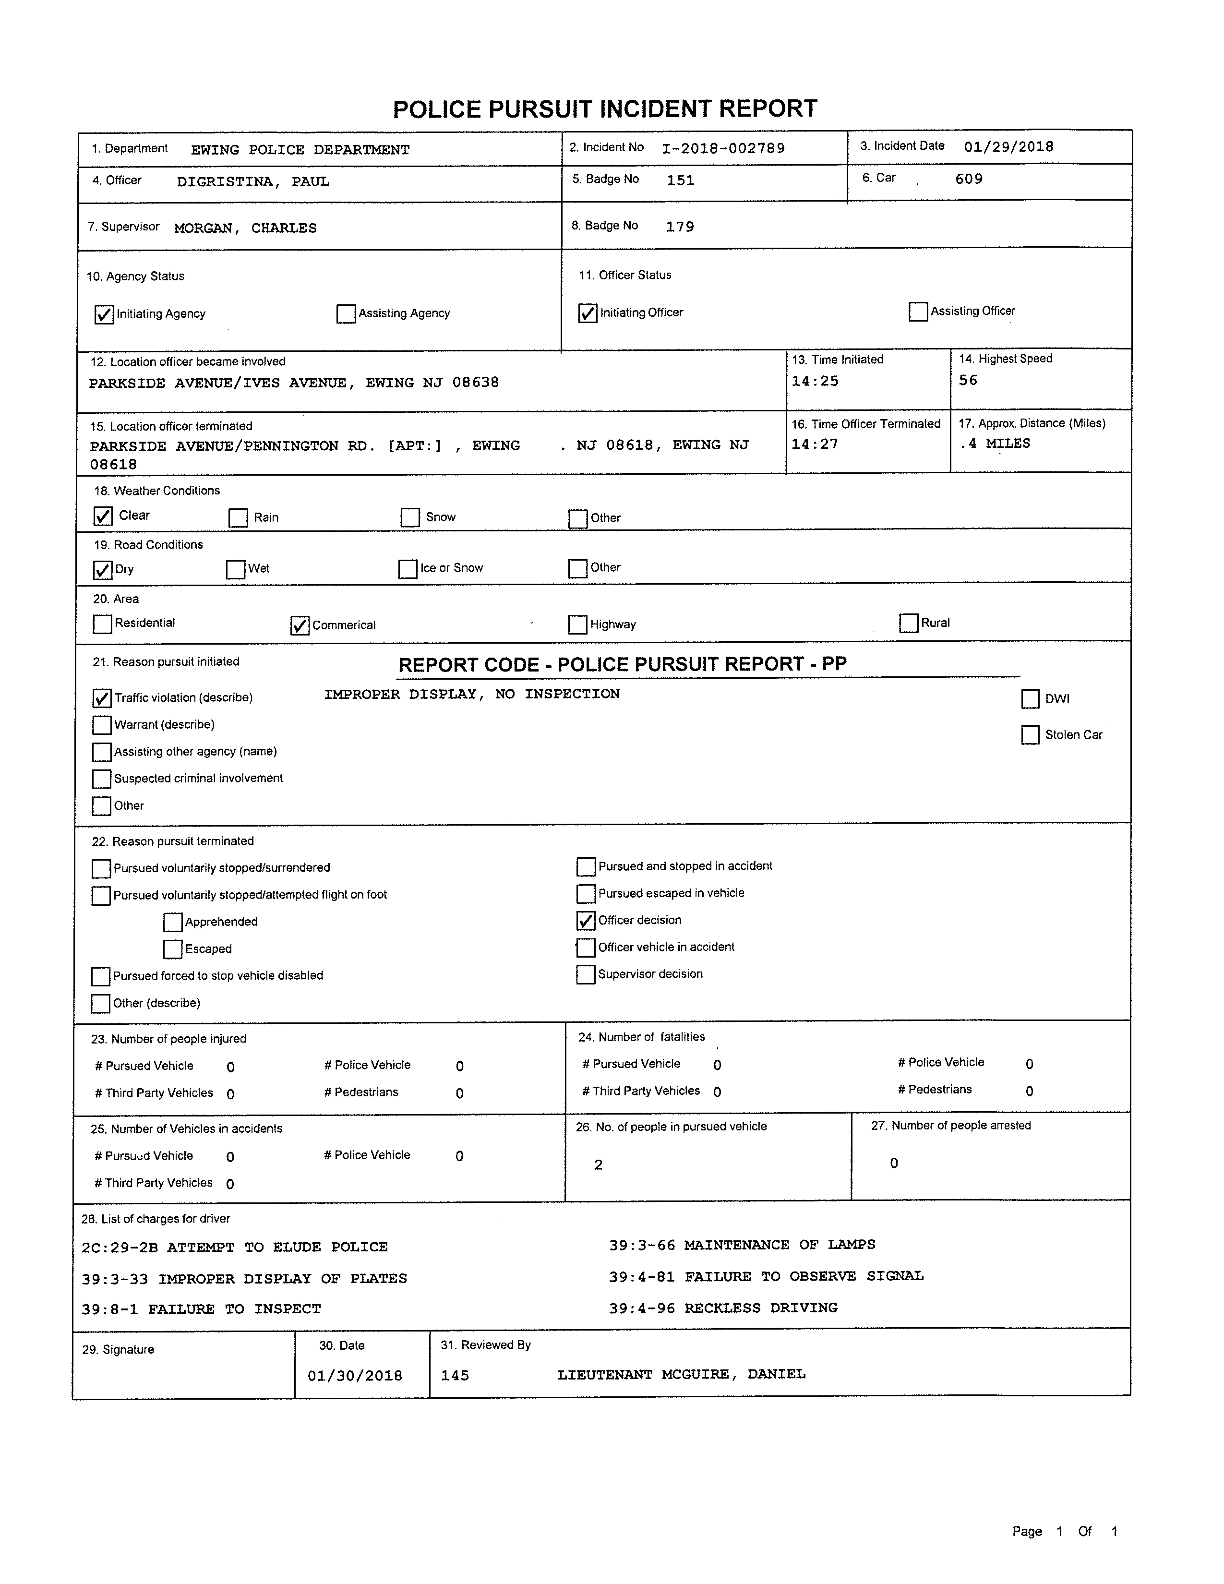 POLICE PURSUIT INCIDENT REPORT
1. Department EWING POLICE DEPARTMENT 2. Incident No I-2018-002789 3. Incident Date 01/29/2018
4. Officer DIGRISTINA, PAUL 5. Badge No 151 6. Car 609
7. Supervisor MORGAN, CHARLES 8. Badge No 179
10. Agency Status 11. Officer Status
Initiating Agency Assisting Agency Initiating Officer Assisting Officer
12. Location officer became involved 13. Time Initiated 14. Highest Speed
PARKSIDE AVENUE/IVES AVENUE, EWING NJ 08638 14:25 56
15. Location officer terminated 16. Time Officer Terminated 17. Approx. Distance (Miles)
PARKSIDE AVENUE/PENNINGTON RD. [APT:] , EWING . NJ 08618, EWING NJ 14:27 .4 MILES
08618
18. Weather Conditions
Clear Rain Snow Other
19. Road Conditions
Dry Wet Ice or Snow Other
20. Area
Residential Commerical Highway Rural
21. Reason pursuit initiated REPORT CODE - POLICE PURSUIT REPORT - PP
Traffic violation (describe) IMPROPER DISPLAY, NO INSPECTION DWI
Warrant (describe) Stolen Car
Assisting other agency (name)
Suspected criminal involvement
Other
22. Reason pursuit terminated
Pursued voluntarily stopped/surrendered Pursued and stopped in accident
Pursued voluntarily stopped/attempted flight on foot Pursued escaped in vehicle
Apprehended Officer decision
Escaped Officer vehicle in accident
Pursued forced to stop vehicle disabled Supervisor decision
Other (describe)
23. Number of people injured 24. Number of fatalities
# Pursued Vehicle 0 # Police Vehicle 0 # Pursued Vehicle 0 # Police Vehicle 0
# Third Party Vehicles 0 # Pedestrians 0 # Third Party Vehicles 0 # Pedestrians 0
25. Number of Vehicles in accidents 26. No. of people in pursued vehicle 27. Number of people arrested
# Pursued Vehicle 0 # Police Vehicle 0 2 0
# Third Party Vehicles 0
28. List of charges for driver
2C:29-2B ATTEMPT TO ELUDE POLICE 39:3-66 MAINTENANCE OF LAMPS
39:3-33 IMPROPER DISPLAY OF PLATES 39:4-81 FAILURE TO OBSERVE SIGNAL
39:8-1 FAILURE TO INSPECT 39:4-96 RECKLESS DRIVING
29. Signature 30. Date 31. Reviewed By
01/30/2018 145 LIEUTENANT MCGUIRE, DANIEL
Page 1 Of 1